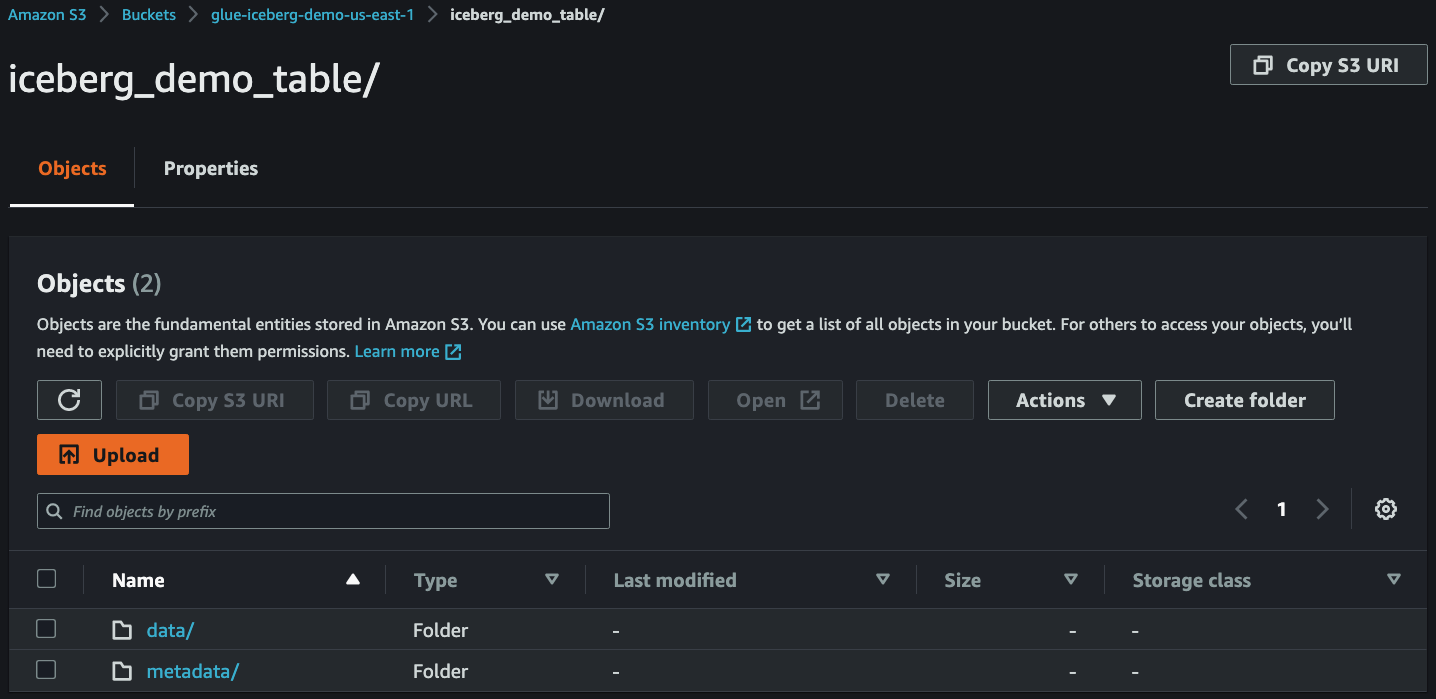 Amazon S3 > Buckets > glue-iceberg-demo-us-east-1 > iceberg_demo_table/
iceberg_demo_table/
Copy S3 URI
Objects Properties
Objects (2)
Objects are the fundamental entities stored in Amazon S3. You can use Amazon S3 inventory to get a list of all objects in your bucket. For others to access your objects, you’ll
need to explicitly grant them permissions. Learn more
Copy S3 URI Copy URL Download Open Delete Actions Create folder
Upload
Find objects by prefix
1
Name Type Last modified Size Storage class
data/ Folder - - -
metadata/ Folder - - -